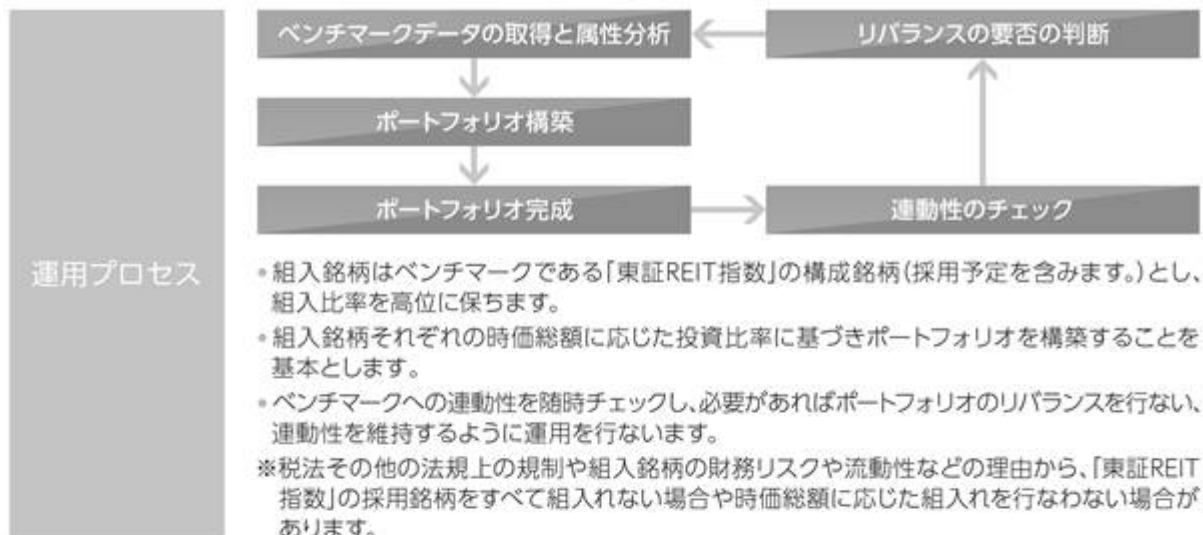 運用プロセス
ベンチマークデータの取得と属性分析
リバランスの要否の判断
ポートフォリオ構築
ポートフォリオ完成
連動性のチェック
•組入銘柄はベンチマークである「東証REIT指数」の構成銘柄(採用予定を含みます。)とし、
組入比率を高位に保ちます。
•組入銘柄それぞれの時価総額に応じた投資比率に基づきポートフォリオを構築することを
基本とします。
•ベンチマークへの連動性を随時チェックし、必要があればポートフォリオのリバランスを行ない、
連動性を維持するように運用を行ないます。
※税法その他の法規上の規制や組入銘柄の財務リスクや流動性などの理由から、「東証REIT
指数」の採用銘柄をすべて組入れない場合や時価総額に応じた組入れを行なわない場合が
あります。